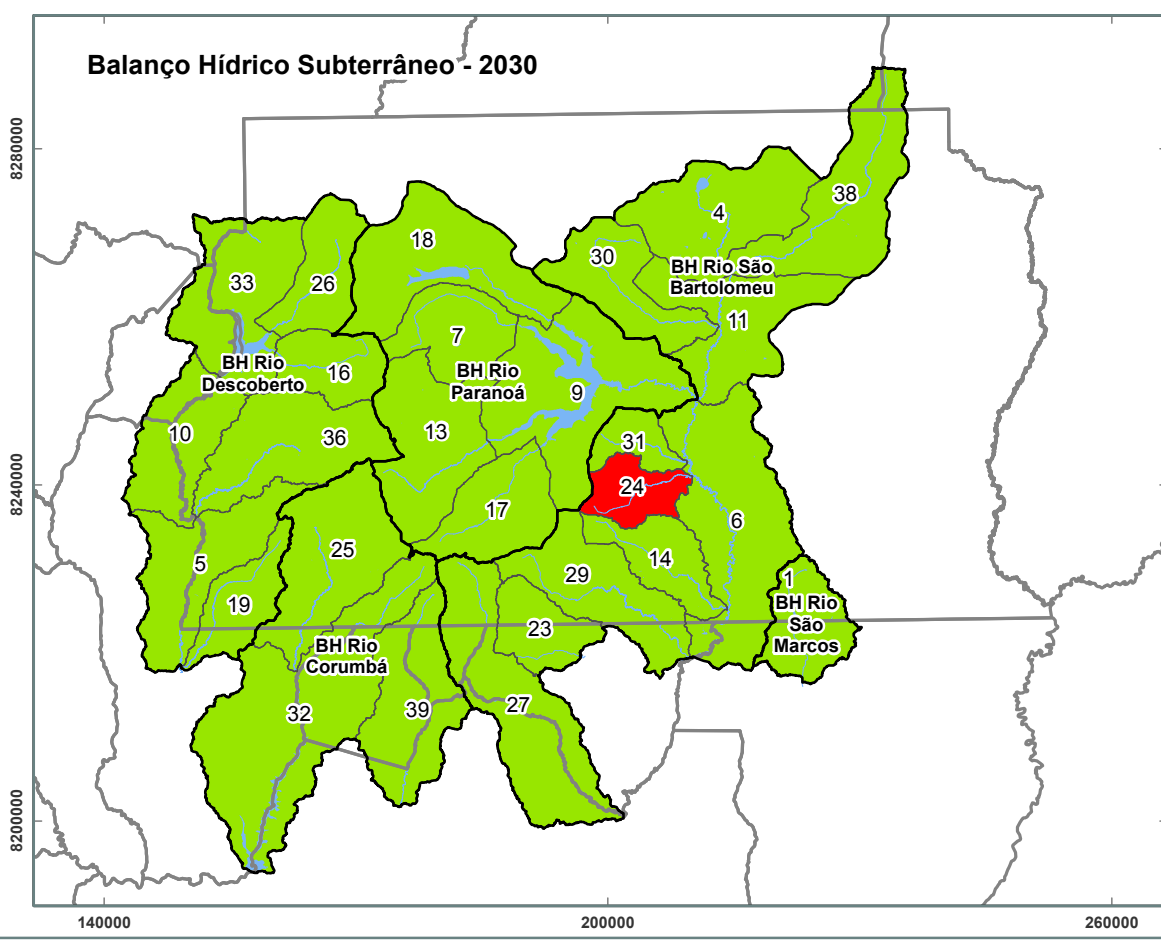 Balanço Hídrico Subterrâneo - 2030
8280000
8240000
8200000
38
4
18
30
33
26
BH Rio São
Bartolomeu
11
7
BH Rio
Descoberto
16
BH Rio
Paranoá
9
10
36
13
31
24
17
6
25
14
5
29
1
19
BH Rio
São
Marcos
23
BH Rio
Corumbá
32
39
27
140000
200000
260000